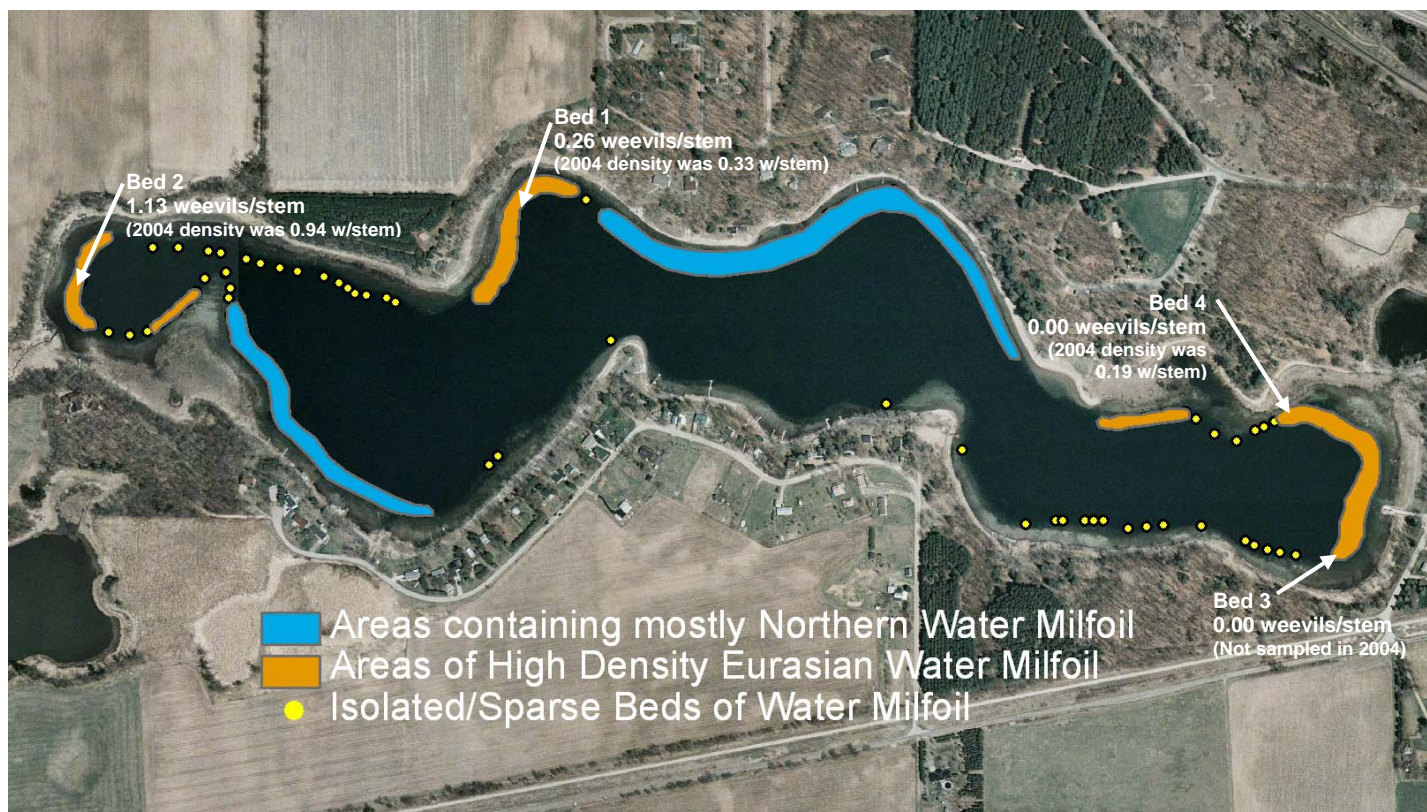 Bed 1
0.26 weevils/stem
(2004 density was 0.33 w/stem)
Bed 2
1.13 weevils/stem
(2004 density was 0.94 w/stem)
Bed 4
0.00 weevils/stem
(2004 density was
0.19 w/stem)
Bed 3
0.00 weevils/stem
(Not sampled in 2004)
Areas containing mostly Northern Water Milfoil
Areas of High Density Eurasian Water Milfoil
Isolated/Sparse Beds of Water Milfoil